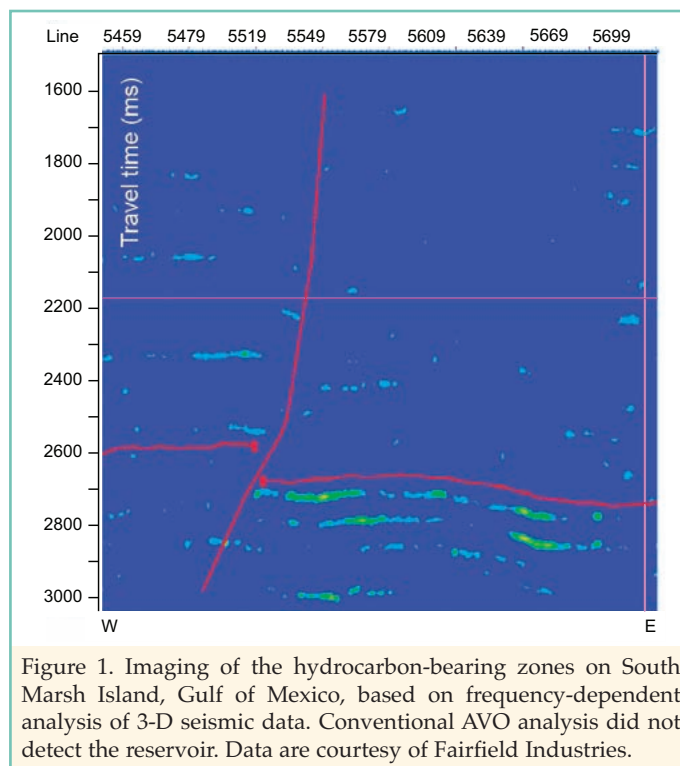 Line 5459 5479 5519 5549 5579 5609 5639 5669 5699
Travel time (ms)
1600
1800
2000
2200
2400
2600
2800
3000
W E
Figure 1. Imaging of the hydrocarbon-bearing zones on South
Marsh Island, Gulf of Mexico, based on frequency-dependent
analysis of 3-D seismic data. Conventional AVO analysis did not
detect the reservoir. Data are courtesy of Fairfield Industries.